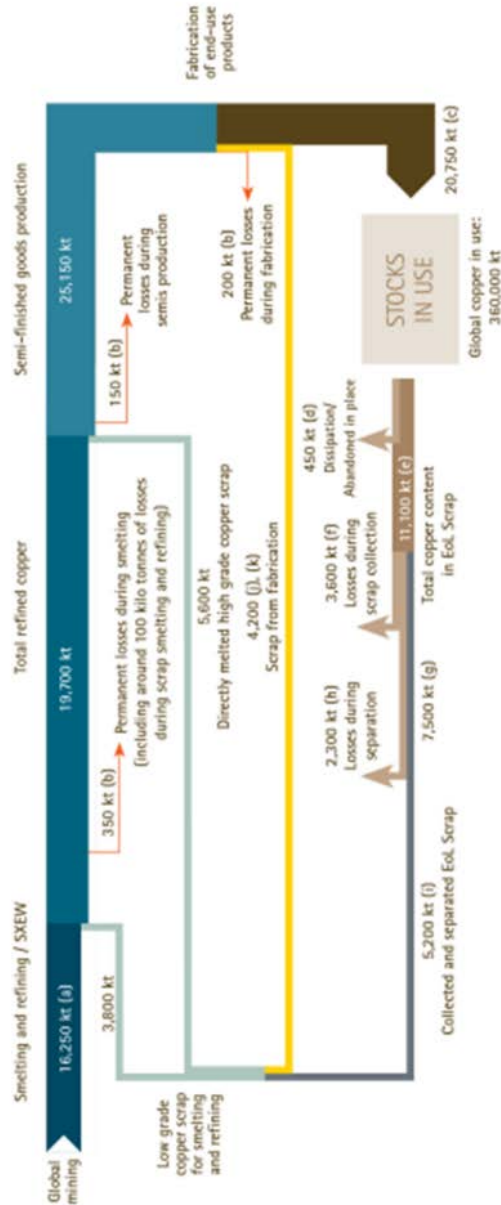 Smelting and refining / SXEW
Total refined copper
Semi-finished goods production
Global
mining
16,250 kt (a)
19,700 kt
25,150 kt
Fabrication
of end-use
products
3,800 kt
350 kt (b)
Permanent losses during smelting
(including around 100 kilo tonnes of losses
during scrap smelting and refining)
150 kt (b)
Permanent
losses during
semis production
Low grade
copper scrap
for smelting
and refining
5,600 kt
Directly melted high grade copper scrap
200 kt (b)
Permanent losses
during fabrication
4,200 (j), (k)
Scrap from fabrication
2,300 kt (h)
Losses during
separation
3,600 kt (f)
Losses during
scrap collection
450 kt (d)
Dissipation/
Abandoned in place
STOCKS
IN USE
20,750 kt (c)
5,200 kt (i)
Collected and separated EoL Scrap
7,500 kt (g)
11,100 kt (e)
Total copper content
in EoL Scrap
Global copper in use:
360,000 kt